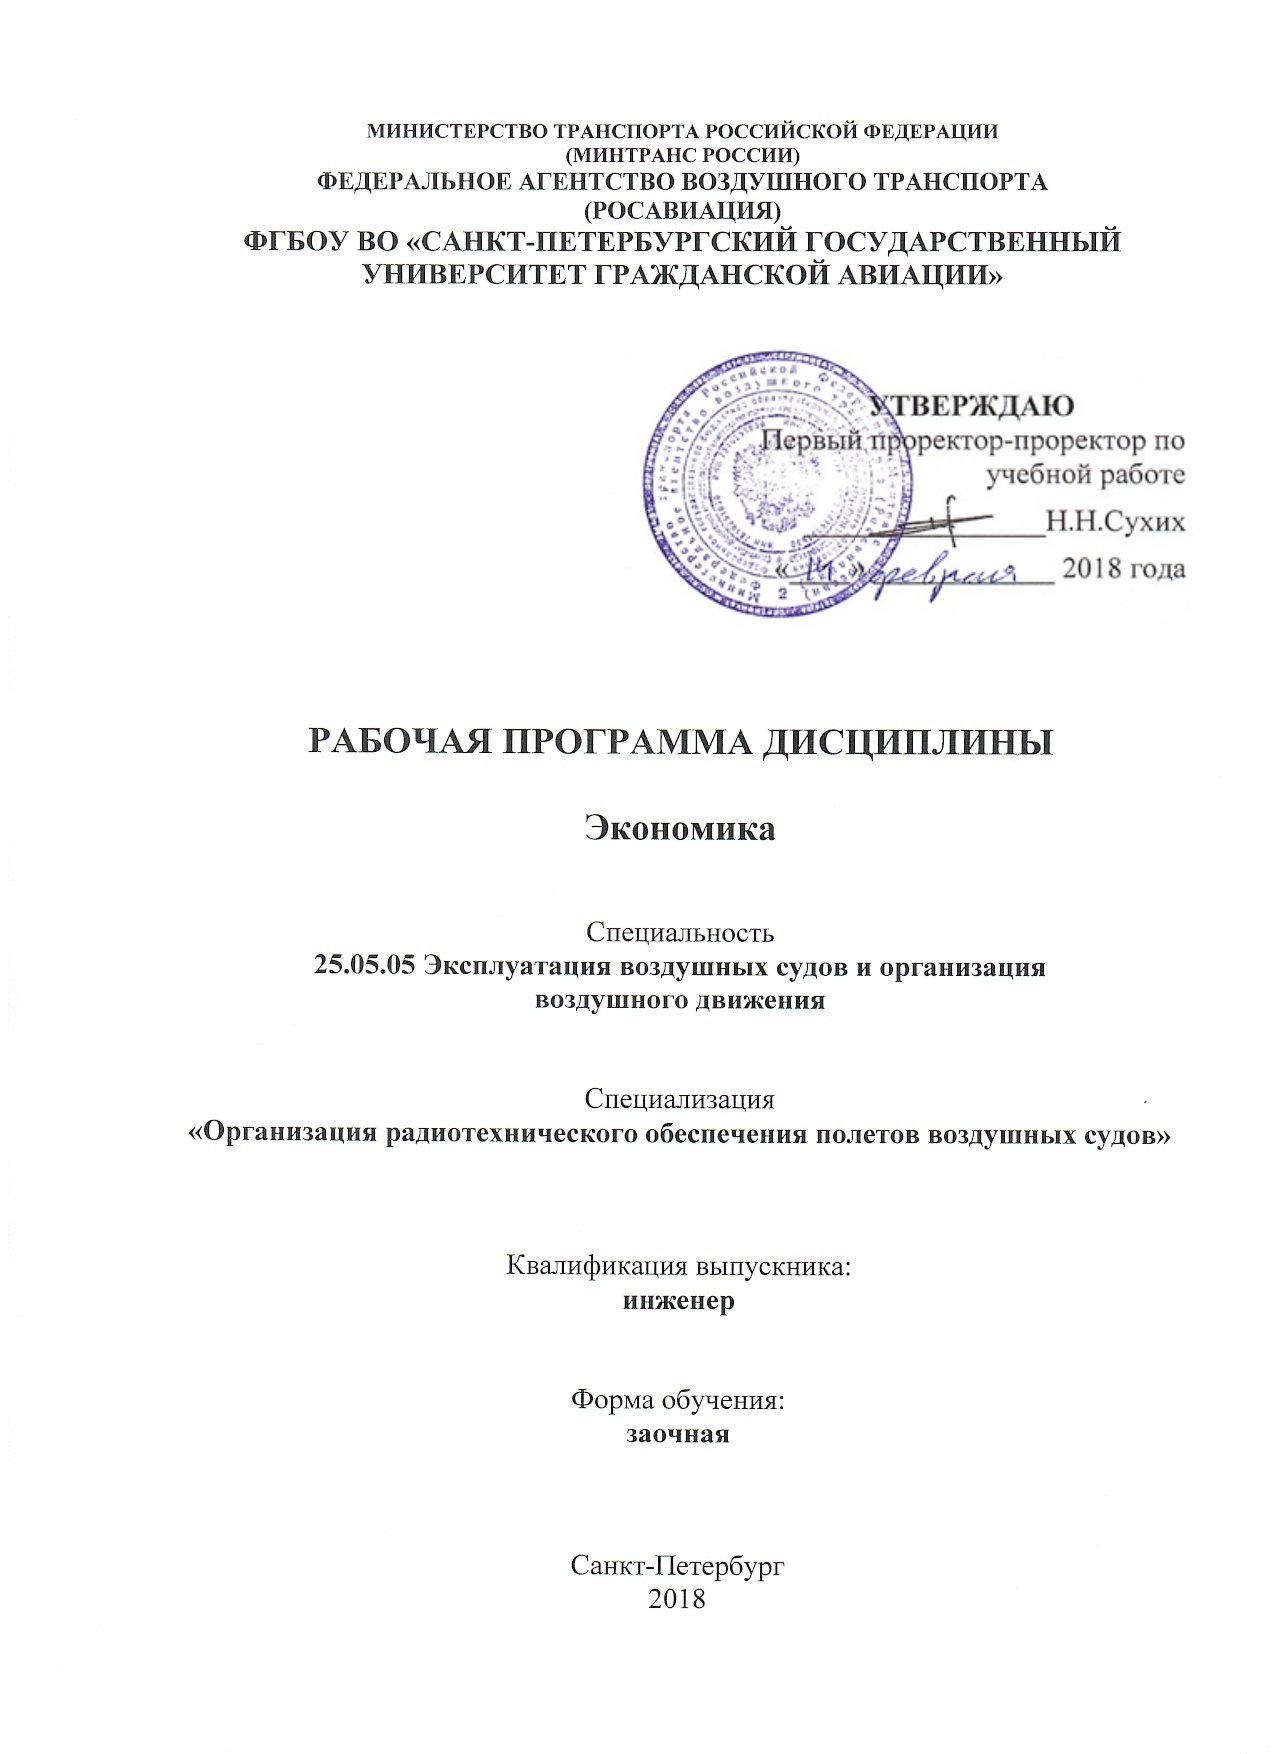 МИНИСТЕРСТВО ТРАНСПОРТА РОССИЙСКОЙ ФЕДЕРАЦИИ
(МИНТРАНС РОССИИ)
ФЕДЕРАЛЬНОЕ АГЕНТСТВО ВОЗДУШНОГО ТРАНСПОРТА
(РОСАВИАЦИЯ)
ФГБОУ ВО «САНКТ-ПЕТЕРБУРГСКИЙ ГОСУДАРСТВЕННЫЙ
УНИВЕРСИТЕТ ГРАЖДАНСКОЙ АВИАЦИИ»
УТВЕРЖДАЮ
Первый проректор-проректор по
учебной работе
Н.Н.Сухих
« 14 » февраля 2018 года
РАБОЧАЯ ПРОГРАММА ДИСЦИПЛИНЫ
Экономика
Специальность
25.05.05 Эксплуатация воздушных судов и организация
воздушного движения
Специализация
«Организация радиотехнического обеспечения полетов воздушных судов»
Квалификация выпускника:
инженер
Форма обучения:
заочная
Санкт-Петербург
2018